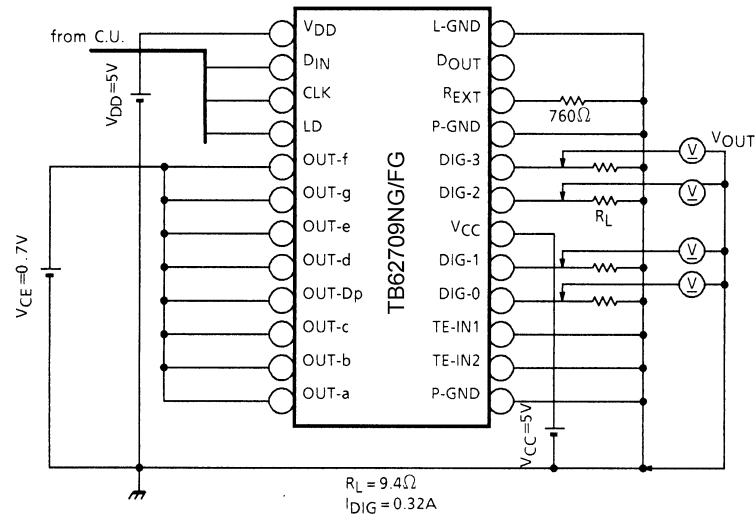 from C.U.
VDD
DIN
CLK
LD
OUT-f
OUT-g
OUT-e
OUT-d
OUT-Dp
OUT-c
OUT-b
OUT-a
VDD=5V
VCE=0.7V
TB62709NG/FG
L-GND
DOUT
REXT
P-GND
DIG-3
DIG-2
VCC
DIG-1
DIG-0
TE-IN1
TE-IN2
P-GND
760Ω
RL
VOUT
V
V
V
V
VCC=5V
RL=9.4Ω
IDIG=0.32A